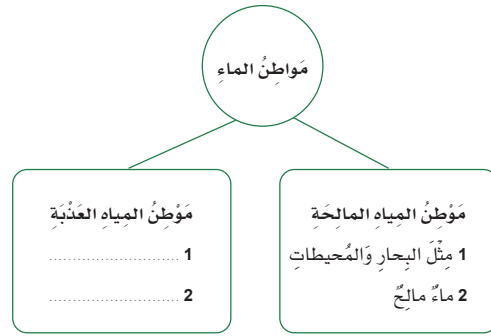 مَواطِنُ الماءِ
مَوْطِنُ المِياهِ المالِحَةِ
1 مِثْلَ البِحارِ وَالمُحيطاتِ
2 ماءٌ مالِحٌ
مَوْطِنُ المِياهِ العَذْبَةِ
1 ........................
2 ........................